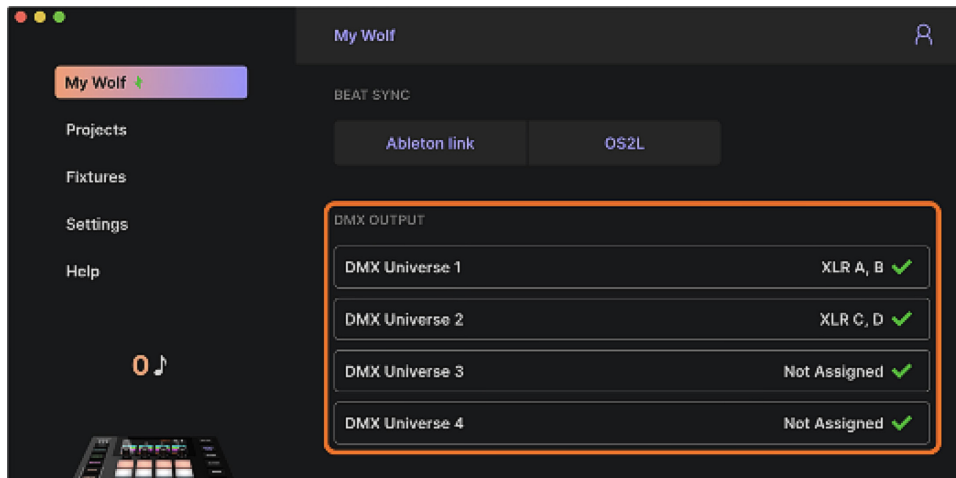 My Wolf
My Wolf
Projects
Fixtures
Settings
Help
0
BEAT SYNC
Ableton link
OS2L
DMX OUTPUT
DMX Universe 1 XLR A, B
DMX Universe 2 XLR C, D
DMX Universe 3 Not Assigned
DMX Universe 4 Not Assigned